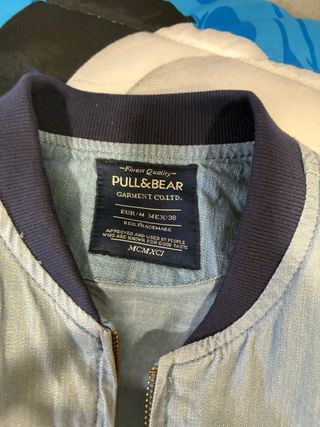 —Finest Quality—
PULL&BEAR
GARMENT CO.LTD.
EUR/M MEX/38
REG.TRADEMARK
APPROVED AND USED BY PEOPLE
WHO ARE KNOWN FOR GOOD TASTE
MCMXCI